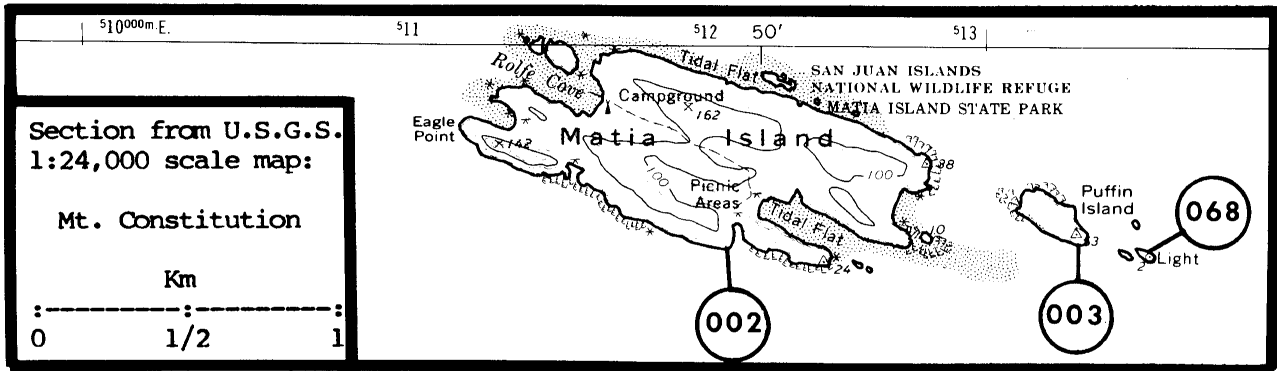 ⁵10⁰⁰⁰ᵐ·E.
⁵11
⁵12
50'
⁵13
Rolfe Cove
Tidal Flat
SAN JUAN ISLANDS
NATIONAL WILDLIFE REFUGE
MATIA ISLAND STATE PARK
Campground
162
Eagle
Point
Matia Island
142
100
100
38
Picnic
Areas
Tidal Flat
10
24
Puffin
Island
2
Light
068
002
003
Section from U.S.G.S.
1:24,000 scale map:
Mt. Constitution
Km
0 1/2 1